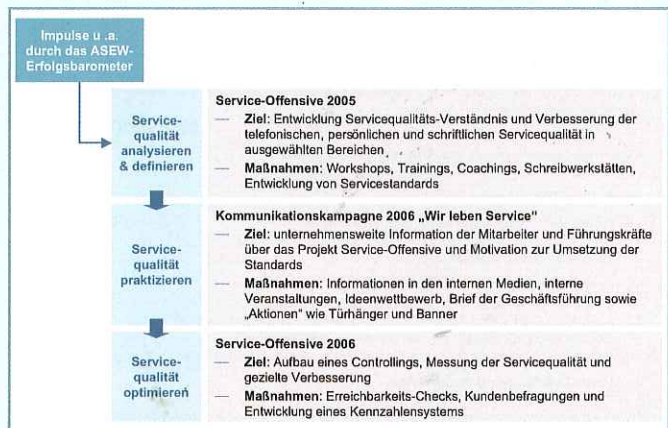 Impulse u .a.
durch das ASEW-
Erfolgsbarometer
Service-
qualität
analysieren
& definieren
Service-Offensive 2005
— Ziel: Entwicklung Servicequalitäts-Verständnis und Verbesserung der
telefonischen, persönlichen und schriftlichen Servicequalität in
ausgewählten Bereichen
— Maßnahmen: Workshops, Trainings, Coachings, Schreibwerkstätten,
Entwicklung von Servicestandards
Service-
qualität
praktizieren
Kommunikationskampagne 2006 „Wir leben Service"
— Ziel: unternehmensweite Information der Mitarbeiter und Führungskräfte
über das Projekt Service-Offensive und Motivation zur Umsetzung der
Standards
— Maßnahmen: Informationen in den internen Medien, interne
Veranstaltungen, Ideenwettbewerb, Brief der Geschäftsführung sowie
„Aktionen" wie Türhänger und Banner
Service-
qualität
optimieren
Service-Offensive 2006
— Ziel: Aufbau eines Controllings, Messung der Servicequalität und
gezielte Verbesserung
— Maßnahmen: Erreichbarkeits-Checks, Kundenbefragungen und
Entwicklung eines Kennzahlensystems